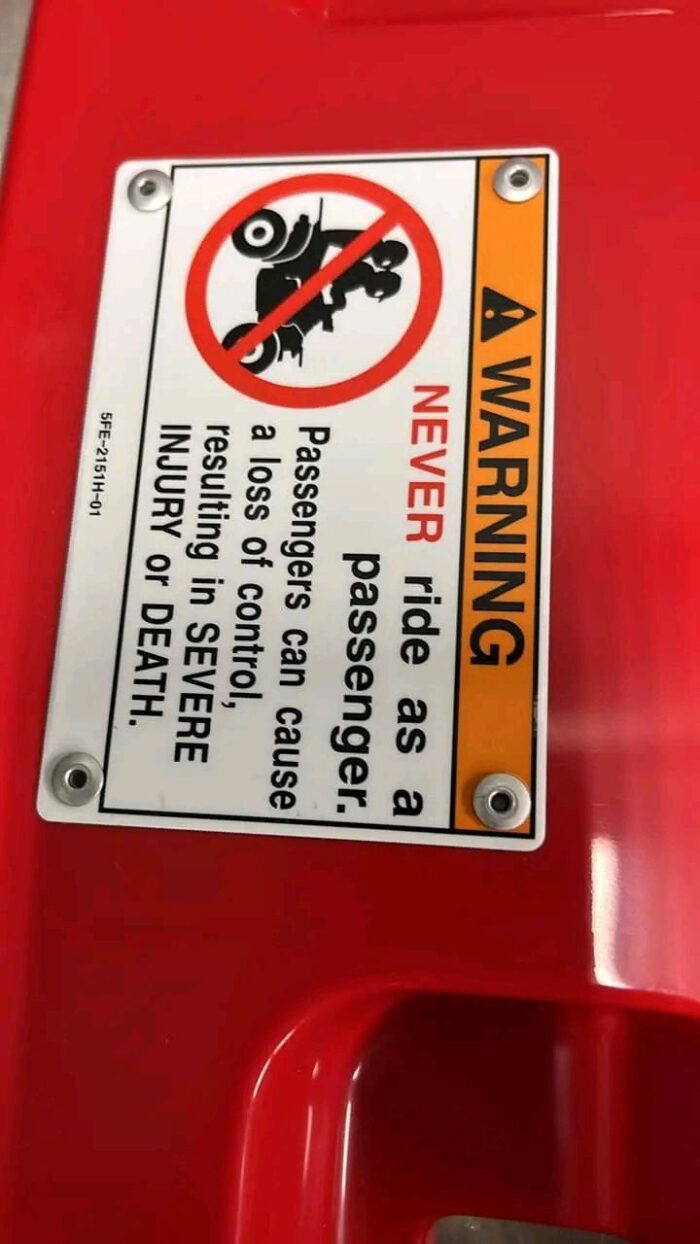 WARNING
NEVER ride as a
passenger.
Passengers can cause
a loss of control,
resulting in SEVERE
INJURY or DEATH.
5FE-2151H-01